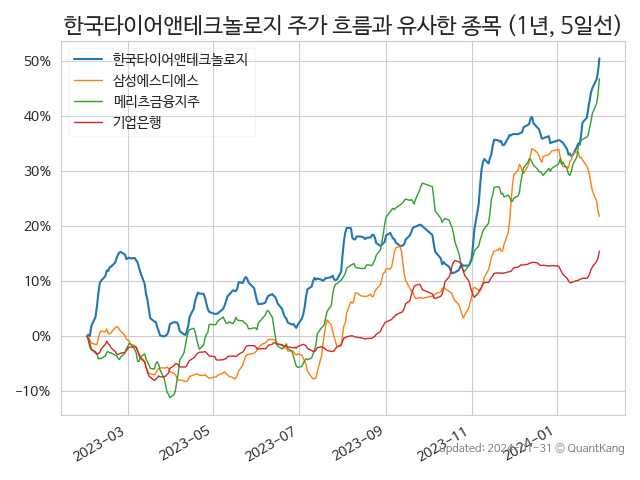 한국타이어앤테크놀로지 주가 흐름과 유사한 종목 (1년, 5일선)
한국타이어앤테크놀로지
삼성에스디에스
메리츠금융지주
기업은행
50%
40%
30%
20%
10%
0%
−10%
2023-03
2023-05
2023-07
2023-09
2023-11
2024-01
updated: 2024-01-31 © QuantKang